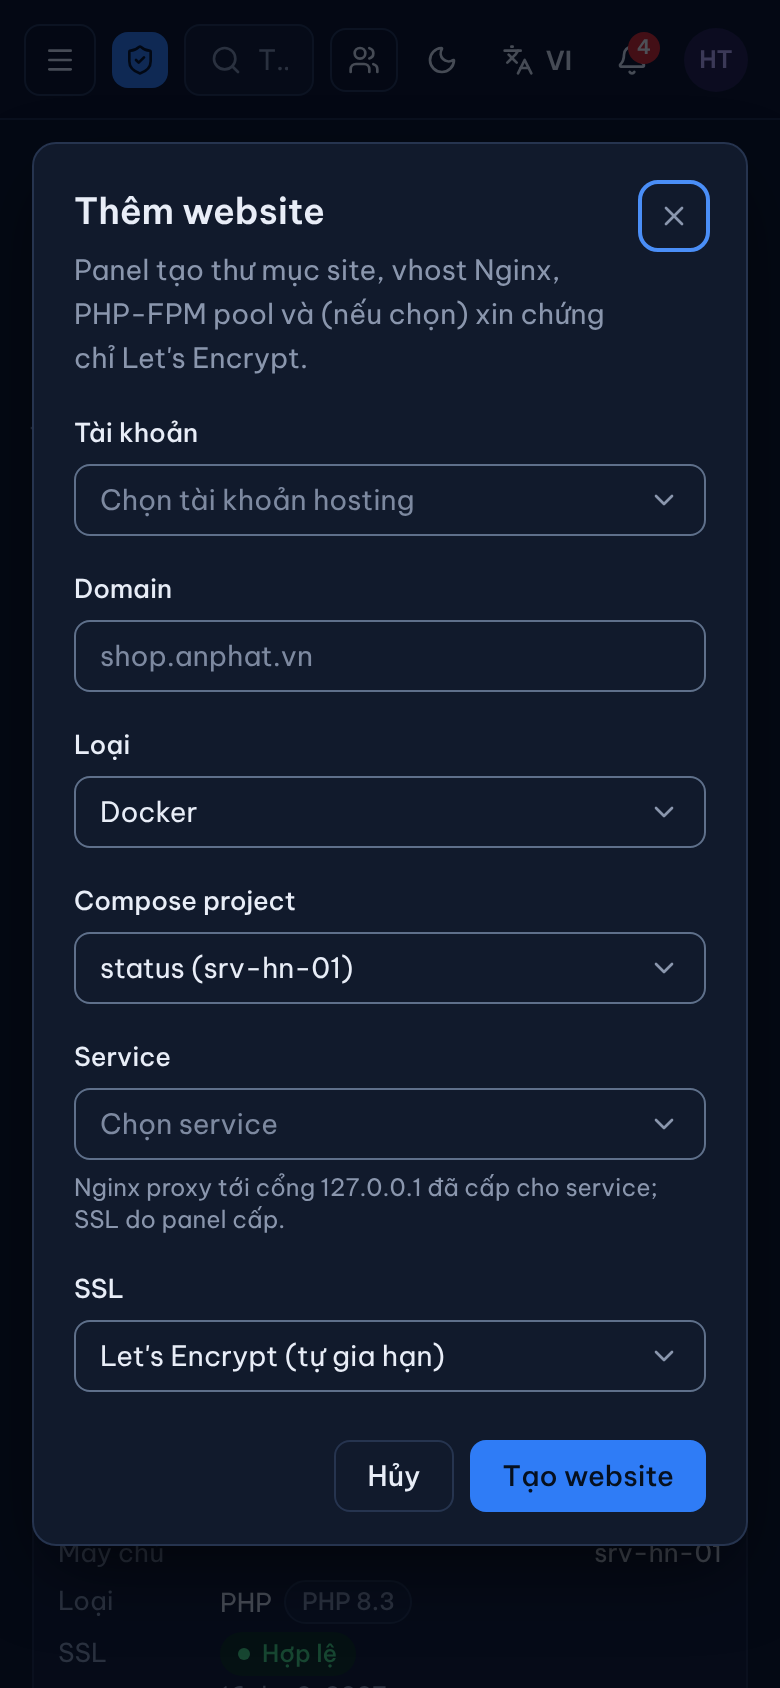 T..
VI
4
HT
Thêm website
Panel tạo thư mục site, vhost Nginx,
PHP-FPM pool và (nếu chọn) xin chứng
chỉ Let's Encrypt.
Tài khoản
Chọn tài khoản hosting
Domain
shop.anphat.vn
Loại
Docker
Compose project
status (srv-hn-01)
Service
Chọn service
Nginx proxy tới cổng 127.0.0.1 đã cấp cho service;
SSL do panel cấp.
SSL
Let's Encrypt (tự gia hạn)
Hủy
Tạo website
Máy chủ srv-hn-01
Loại PHP PHP 8.3
SSL Hợp lệ